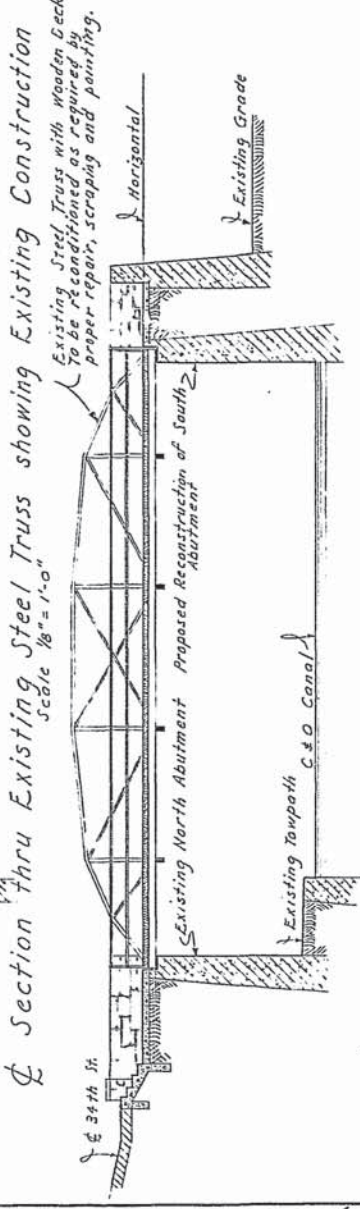 ℄ Section thru Existing Steel Truss showing Existing Construction
Scale 1/8" = 1'-0"
Existing Steel Truss with Wooden Deck
To be reconditioned as required by
proper repair, scraping and painting.
℄ 34th St.
Horizontal
Existing Grade
Existing North Abutment
Proposed Reconstruction of South
Abutment
Existing Towpath
C & O Canal